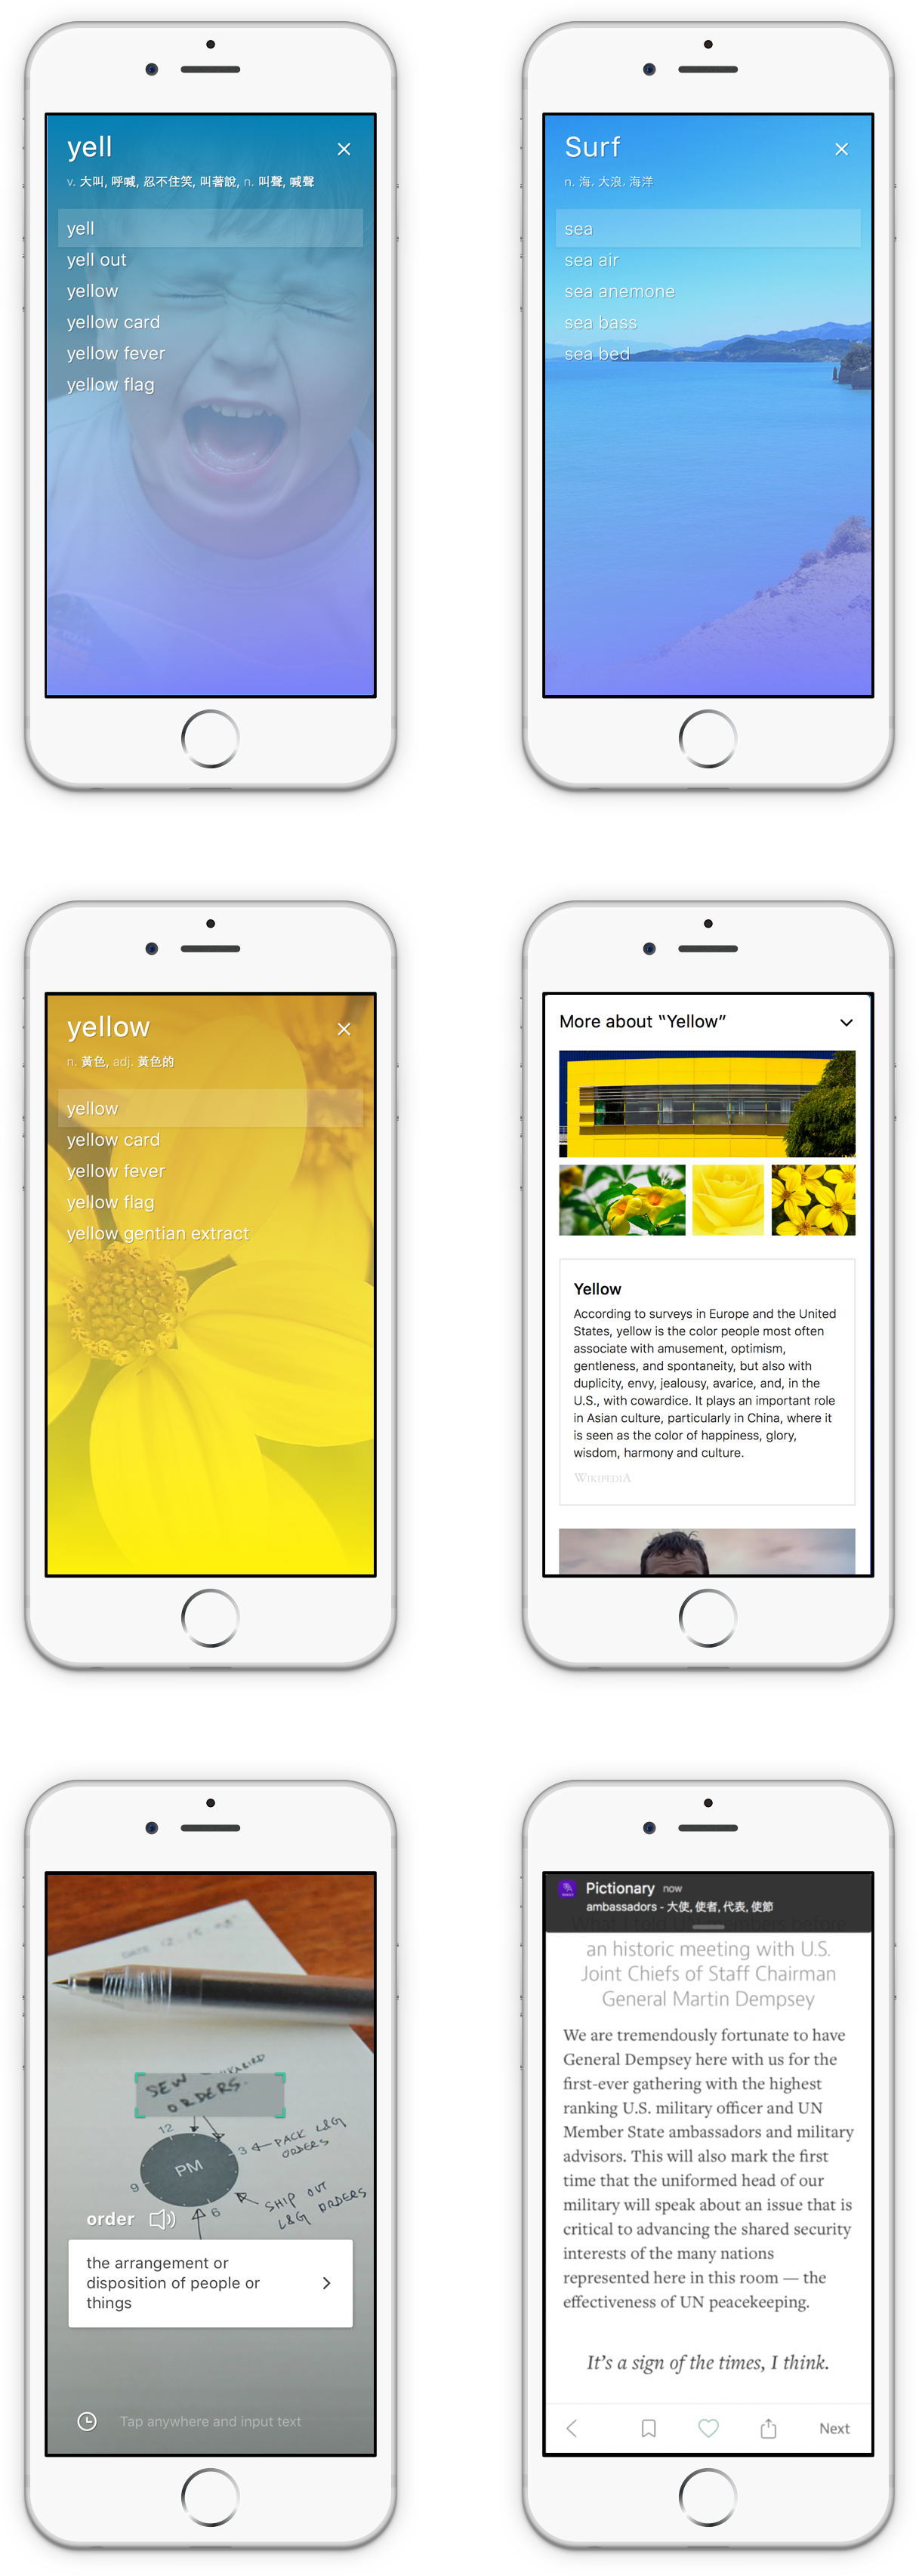 yell
v. 大叫, 呼喊, 忍不住笑, 叫著說, n. 叫聲, 喊聲
yell
yell out
yellow
yellow card
yellow fever
yellow flag
Surf
n. 海, 大浪, 海洋
sea
sea air
sea anemone
sea bass
sea bed
yellow
n. 黃色, adj. 黃色的
yellow
yellow card
yellow fever
yellow flag
yellow gentian extract
More about “Yellow”
Yellow
According to surveys in Europe and the United
States, yellow is the color people most often
associate with amusement, optimism,
gentleness, and spontaneity, but also with
duplicity, envy, jealousy, avarice, and, in the
U.S., with cowardice. It plays an important role
in Asian culture, particularly in China, where it
is seen as the color of happiness, glory,
wisdom, harmony and culture.
WIKIPEDIA
DATE
SEW
ORDERS.
12
3 ← PACK L&G
ORDERS
PM
9
6
SHIP OUT
L&G ORDERS
order
the arrangement or
disposition of people or
things
Tap anywhere and input text
Pictionary now
ambassadors - 大使, 使者, 代表, 使節
What I told before
an historic meeting with U.S.
Joint Chiefs of Staff Chairman
General Martin Dempsey
We are tremendously fortunate to have
General Dempsey here with us for the
first-ever gathering with the highest
ranking U.S. military officer and UN
Member State ambassadors and military
advisors. This will also mark the first
time that the uniformed head of our
military will speak about an issue that is
critical to advancing the shared security
interests of the many nations
represented here in this room — the
effectiveness of UN peacekeeping.
It’s a sign of the times, I think.
Next